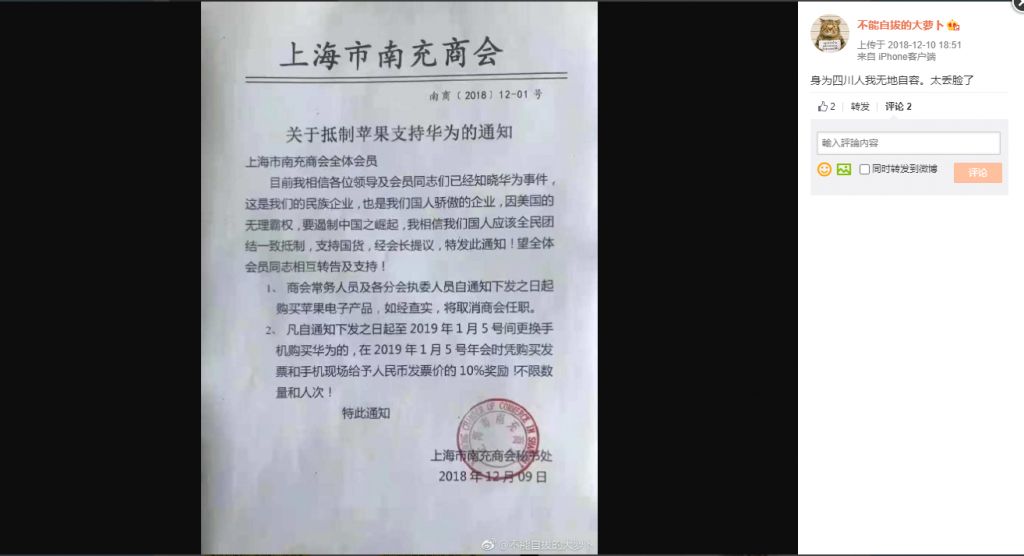 上海市南充商会
南商〔2018〕12-01 号
关于抵制苹果支持华为的通知
上海市南充商会全体会员
目前我相信各位领导及会员同志们已经知晓华为事件，
这是我们的民族企业，也是我们国人骄傲的企业，因美国的
无理霸权，要遏制中国之崛起，我相信我们国人应该全民团
结一致抵制，支持国货，经会长提议，特发此通知！望全体
会员同志相互转告及支持！
1、 商会常务人员及各分会执委人员自通知下发之日起
购买苹果电子产品，如经查实，将取消商会任职。
2、 凡自通知下发之日起至 2019 年 1 月 5 号间更换手
机购买华为的，在 2019 年 1 月 5 号年会时凭购买发
票和手机现场给予人民币发票价的 10%奖励！不限数
量和人次！
特此通知
CHAMBER OF COMMERCE IN
上海市南充商会秘书处
2018 年 12 月 09 日
@不能自拔的大萝卜
不能自拔的大萝卜
上传于 2018-12-10 18:51
来自 iPhone客户端
身为四川人我无地自容。太丢脸了
2 转发 评论 2
輸入評論内容
同时转发到微博 评论